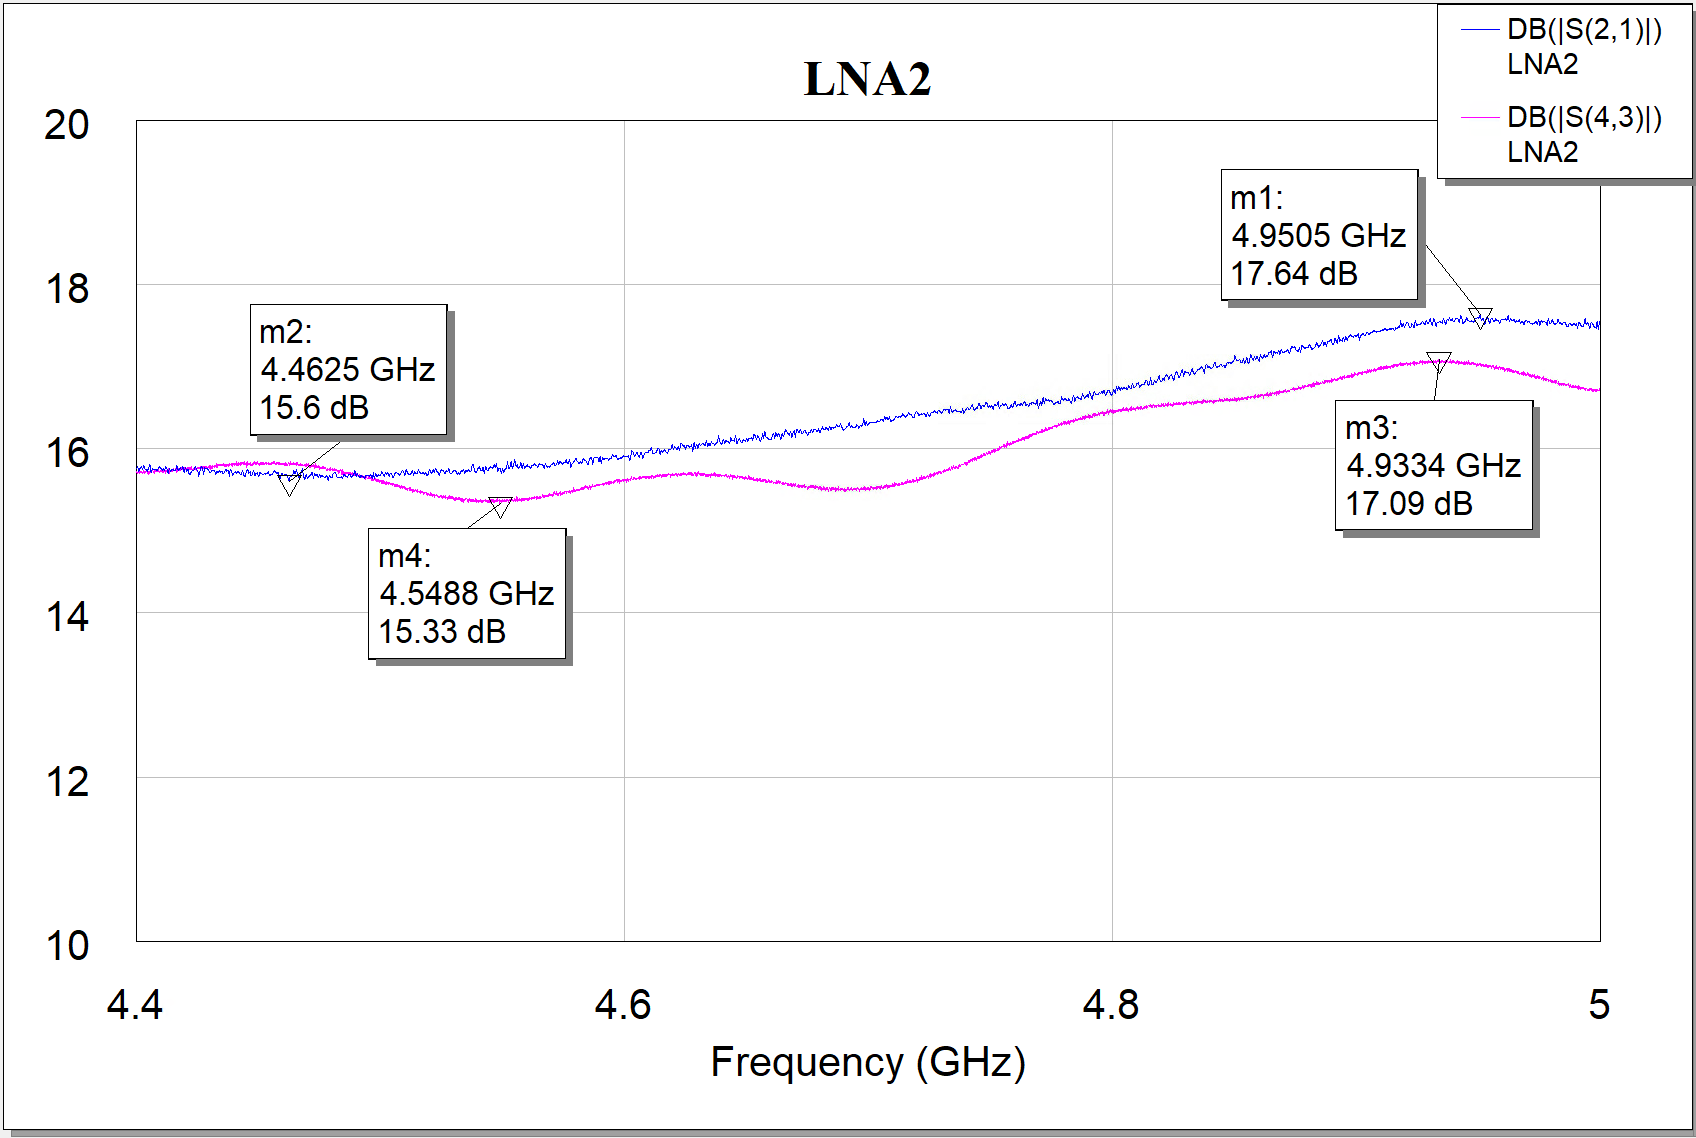 LNA2
DB(|S(2,1)|)
LNA2
DB(|S(4,3)|)
LNA2
20
18
16
14
12
10
m1:
4.9505 GHz
17.64 dB
m2:
4.4625 GHz
15.6 dB
m3:
4.9334 GHz
17.09 dB
m4:
4.5488 GHz
15.33 dB
4.4
4.6
4.8
5
Frequency (GHz)